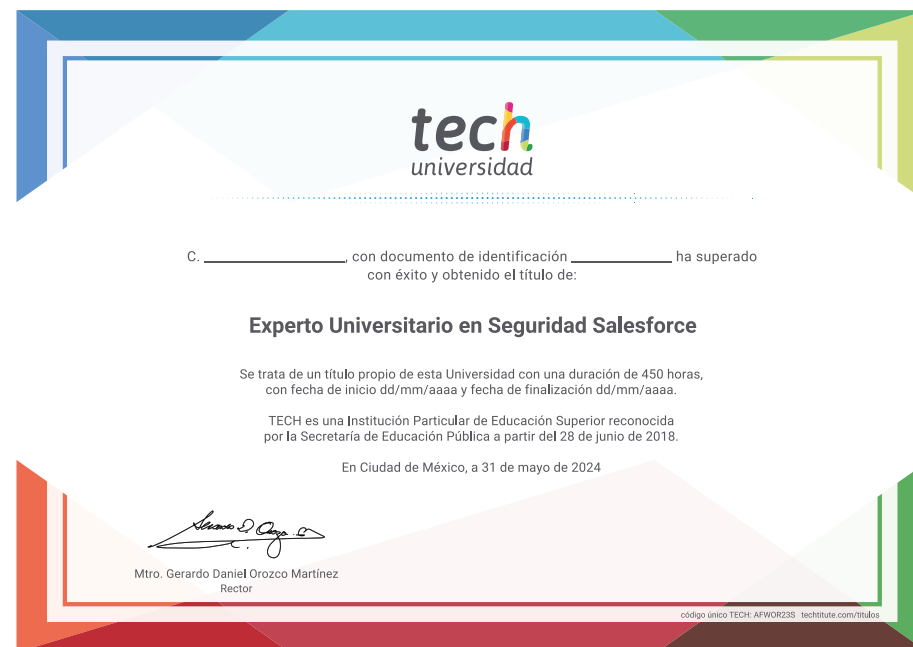 tech
universidad
C. ____________, con documento de identificación ____________ ha superado
con éxito y obtenido el título de:
Experto Universitario en Seguridad Salesforce
Se trata de un título propio de esta Universidad con una duración de 450 horas,
con fecha de inicio dd/mm/aaaa y fecha de finalización dd/mm/aaaa.
TECH es una Institución Particular de Educación Superior reconocida
por la Secretaría de Educación Pública a partir del 28 de junio de 2018.
En Ciudad de México, a 31 de mayo de 2024
Mtro. Gerardo Daniel Orozco Martínez
Rector
código único TECH: AFWOR23S techtitute.com/titulos